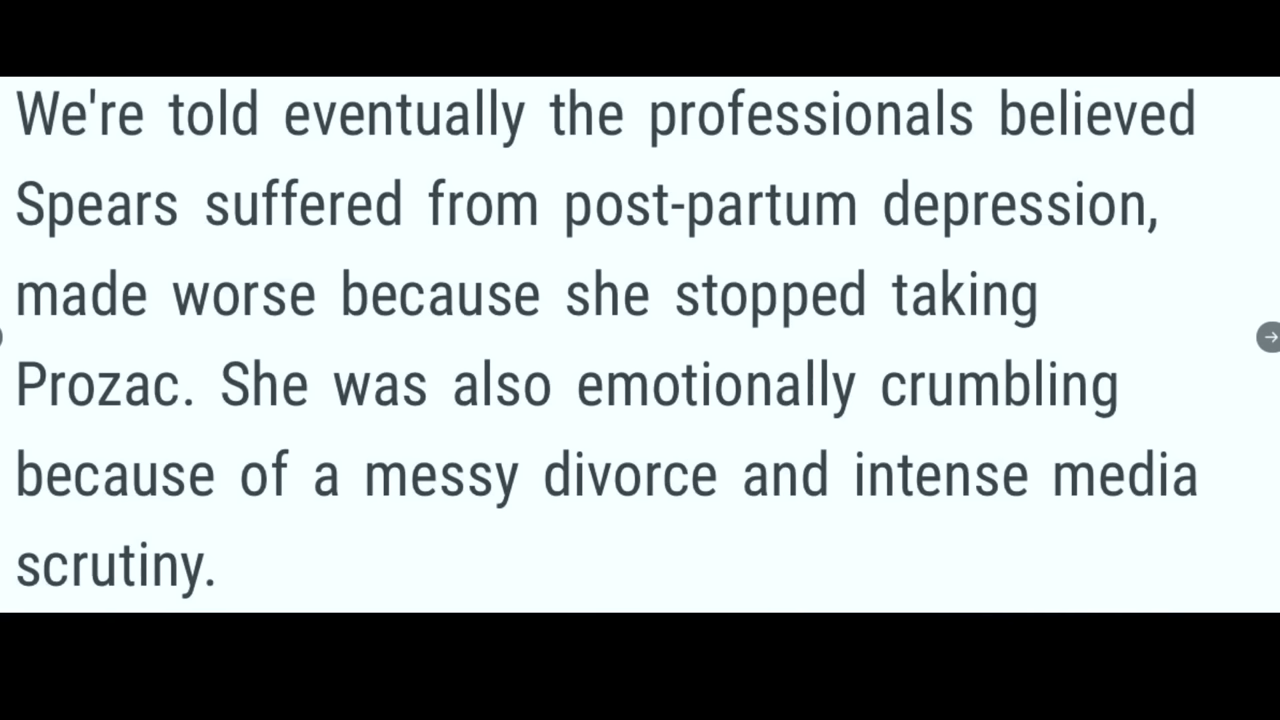 We're told eventually the professionals believed
Spears suffered from post-partum depression,
made worse because she stopped taking
Prozac. She was also emotionally crumbling
because of a messy divorce and intense media
scrutiny.